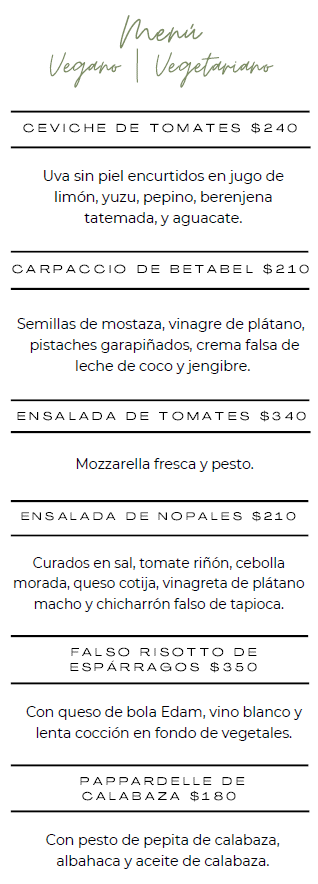 Menú
Vegano | Vegetariano
CEVICHE DE TOMATES $240
Uva sin piel encurtidos en jugo de
limón, yuzu, pepino, berenjena
tatemada, y aguacate.
CARPACCIO DE BETABEL $210
Semillas de mostaza, vinagre de plátano,
pistaches garapiñados, crema falsa de
leche de coco y jengibre.
ENSALADA DE TOMATES $340
Mozzarella fresca y pesto.
ENSALADA DE NOPALES $210
Curados en sal, tomate riñón, cebolla
morada, queso cotija, vinagreta de plátano
macho y chicharrón falso de tapioca.
FALSO RISOTTO DE
ESPÁRRAGOS $350
Con queso de bola Edam, vino blanco y
lenta cocción en fondo de vegetales.
PAPPARDELLE DE
CALABAZA $180
Con pesto de pepita de calabaza,
albahaca y aceite de calabaza.